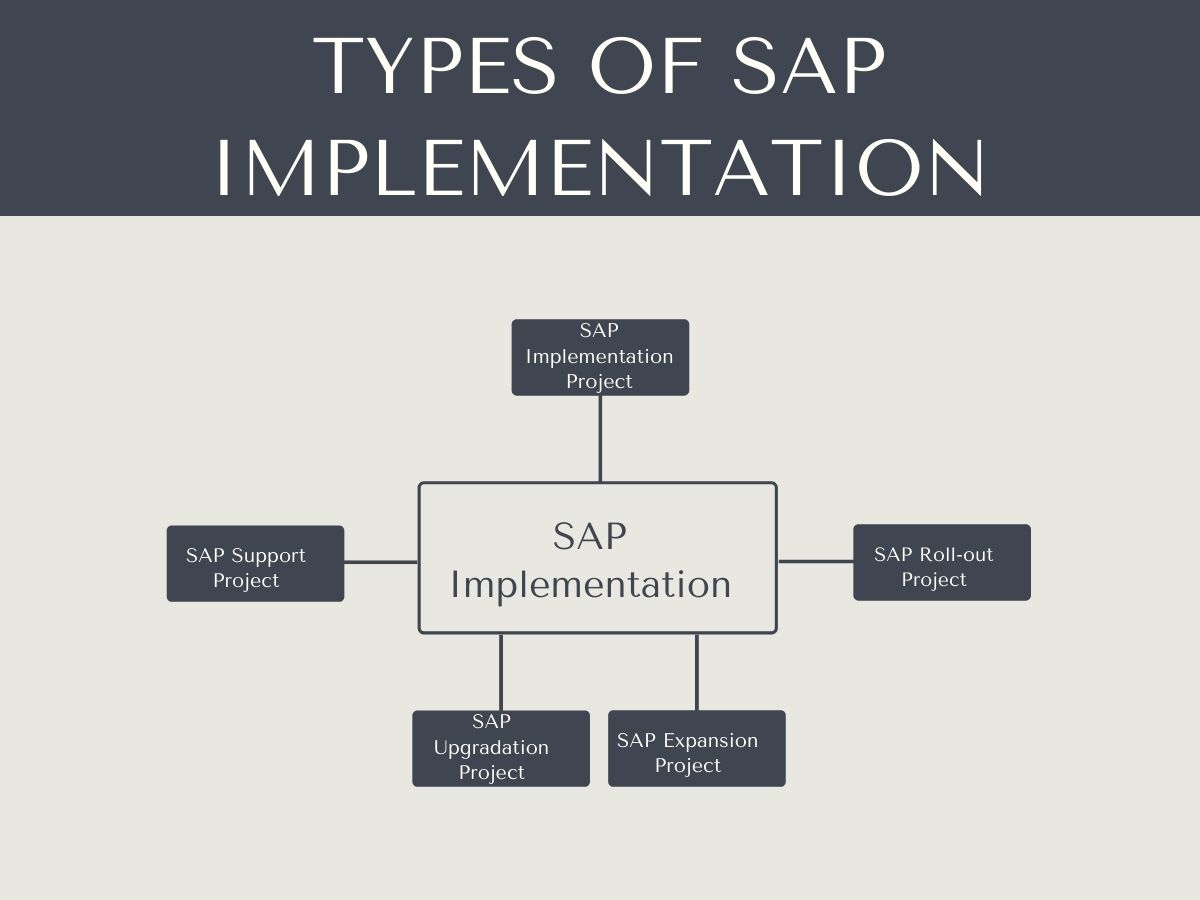 TYPES OF SAP
IMPLEMENTATION
SAP
Implementation
Project
SAP
Implementation
SAP Support
Project
SAP Roll-out
Project
SAP
Upgradation
Project
SAP Expansion
Project